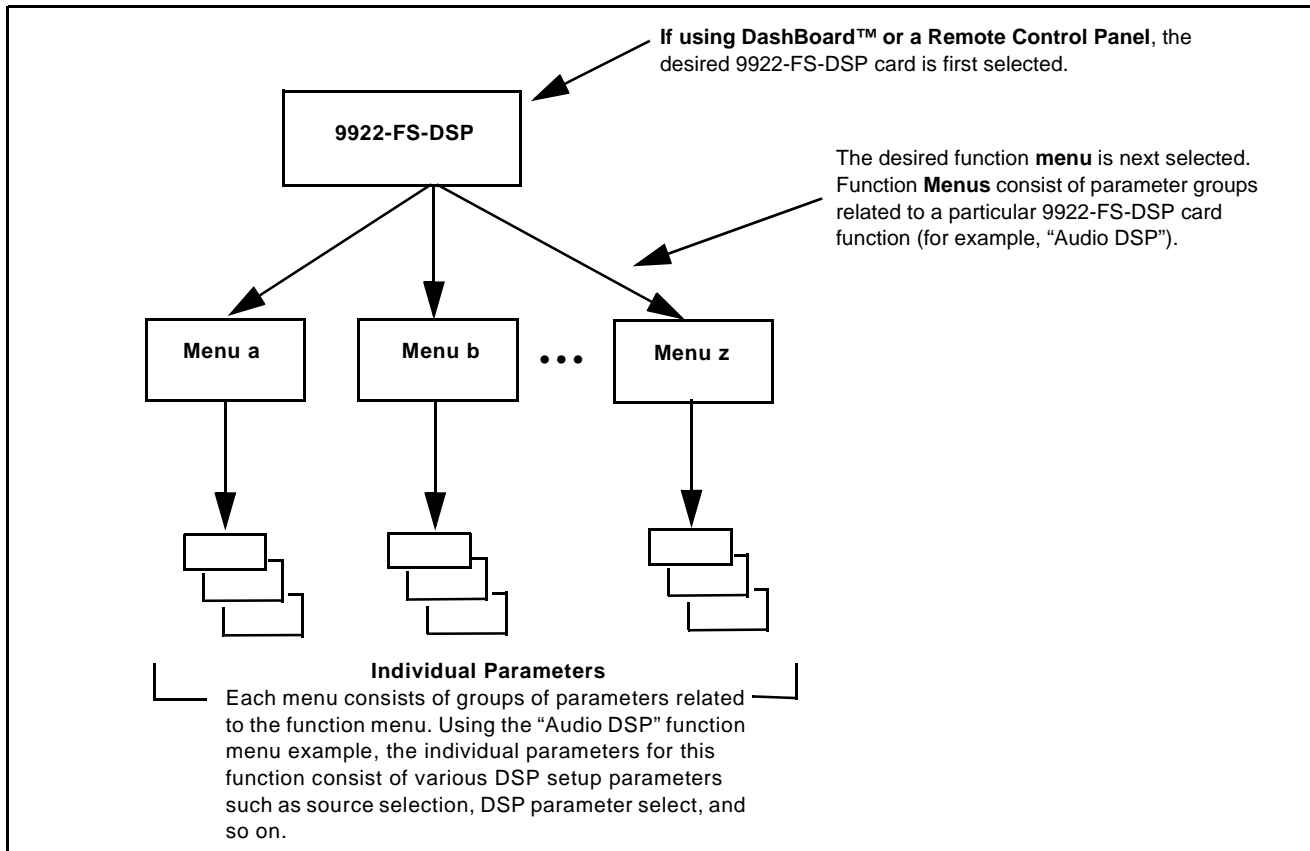 If using DashBoard™ or a Remote Control Panel, the
desired 9922-FS-DSP card is first selected.
9922-FS-DSP
The desired function menu is next selected.
Function Menus consist of parameter groups
related to a particular 9922-FS-DSP card
function (for example, “Audio DSP”).
Menu a
Menu b
Menu z
Individual Parameters
Each menu consists of groups of parameters related
to the function menu. Using the “Audio DSP” function
menu example, the individual parameters for this
function consist of various DSP setup parameters
such as source selection, DSP parameter select, and
so on.